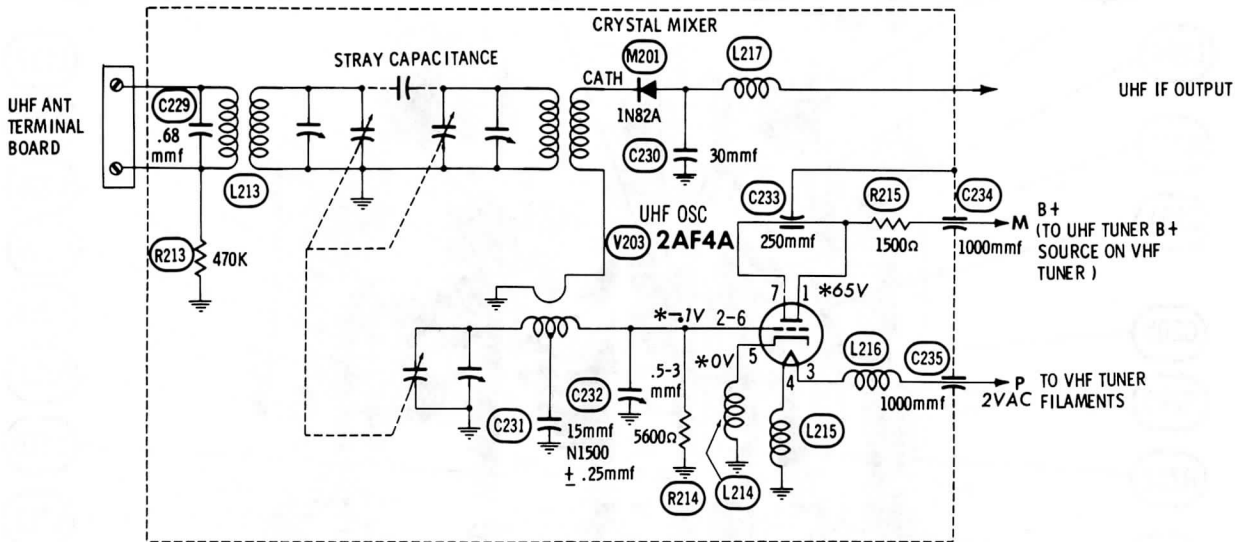 CRYSTAL MIXER
STRAY CAPACITANCE
M201
L217
CATH
1N82A
UHF ANT
TERMINAL
BOARD
C229
.68
mmf
UHF IF OUTPUT
C230
30mmf
L213
C233
R215
C234
UHF OSC
V203
2AF4A
250mmf
1500Ω
1000mmf
M
B+
(TO UHF TUNER B+
SOURCE ON VHF
TUNER)
R213
470K
7
1
*65V
*-.1V
2-6
*0V
5
4
3
L216
C235
1000mmf
P
2VAC
TO VHF TUNER
FILAMENTS
.5-3
mmf
C232
C231
15mmf
N1500
± .25mmf
5600Ω
R214
L214
L215